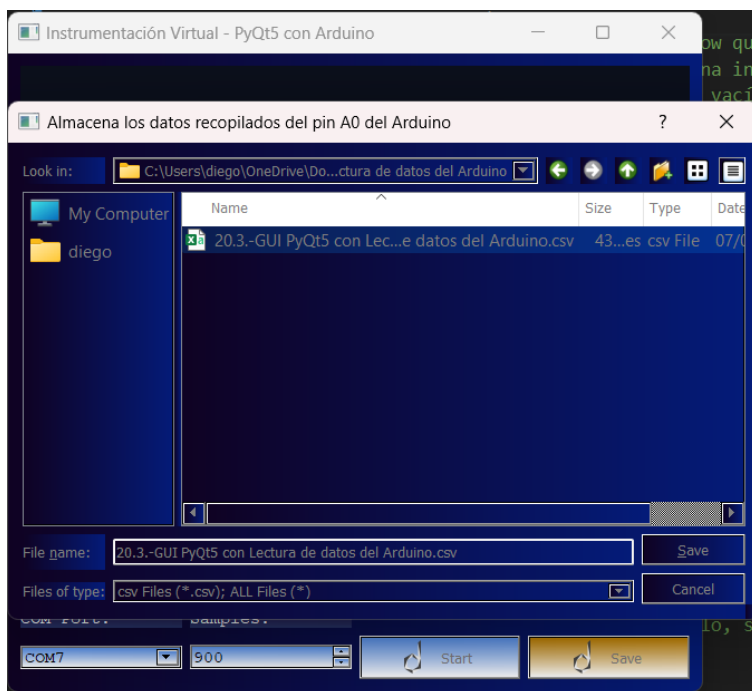 Instrumentación Virtual - PyQt5 con Arduino
ow qu
na in
vací
Almacena los datos recopilados del pin A0 del Arduino ?
Look in: C:\Users\diego\OneDrive\Do...ctura de datos del Arduino
My Computer
diego
Name Size Type Date
20.3.-GUI PyQt5 con Lec...e datos del Arduino.csv 43...es csv File 07/0
File name: 20.3.-GUI PyQt5 con Lectura de datos del Arduino.csv Save
Files of type: csv Files (*.csv); ALL Files (*) Cancel
COM Port: Samples: lo, s
COM7 900 Start Save